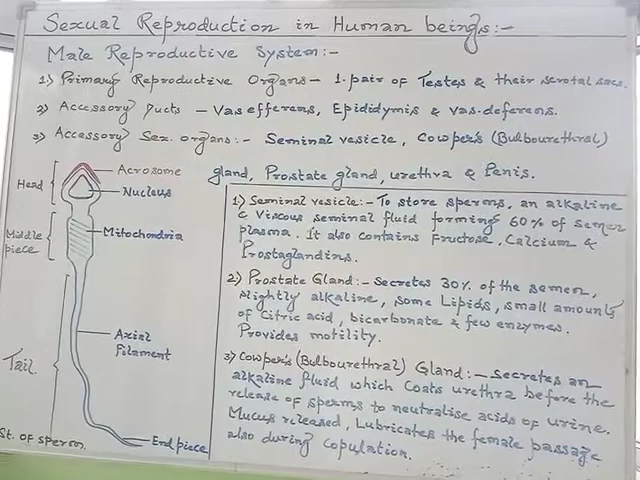 Sexual Reproduction in Human beings:-
Male Reproductive System:-
1) Primary Reproductive Organs - 1. pair of Testes & their scrotal sacs.
2) Accessory Ducts - Vas efferens, Epididymis & vas.deferens.
3) Accessory Sex. organs:- Seminal vesicle, Cowper's (Bulbourethral)
gland, Prostate gland, urethra & Penis.
Head
Acrosome
Nucleus
Middle
piece
Mitochondria
Tail
Axial
filament
End piece
St. of sperm
1) Seminal vesicle:- To store sperms, an alkaline
& Viscous seminal fluid forming 60% of semen
plasma. It also contains Fructose, Calcium &
Prostaglandins.
2) Prostate Gland:- Secretes 30% of the semen,
slightly alkaline, some Lipids, small amounts
of Citric acid, bicarbonate & few enzymes.
Provides motility.
3) Cowper's (Bulbourethral) Gland:- Secretes an
alkaline fluid which coats urethra before the
release of sperms to neutralise acids of urine.
Mucus released, Lubricates the female passage
also during copulation.